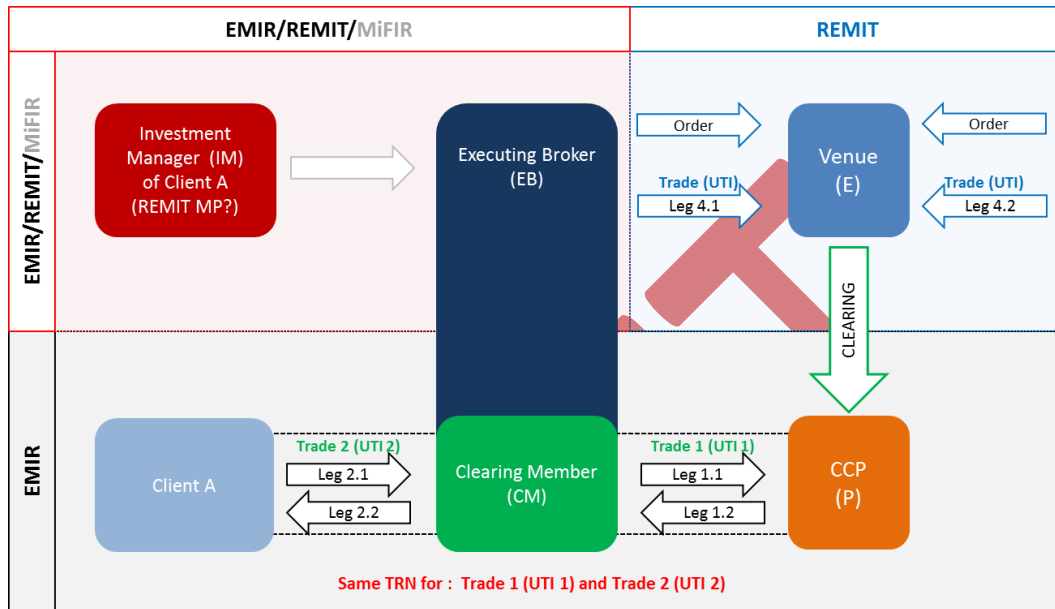 EMIR/REMIT/MiFIR
REMIT
EMIR/REMIT/MiFIR
Investment
Manager (IM)
of Client A
(REMIT MP?)
Executing Broker
(EB)
Order
Venue
(E)
Order
Trade (UTI)
Leg 4.1
Trade (UTI)
Leg 4.2
CLEARING
EMIR
Client A
Trade 2 (UTI 2)
Leg 2.1
Leg 2.2
Clearing Member
(CM)
Trade 1 (UTI 1)
Leg 1.1
Leg 1.2
CCP
(P)
Same TRN for : Trade 1 (UTI 1) and Trade 2 (UTI 2)